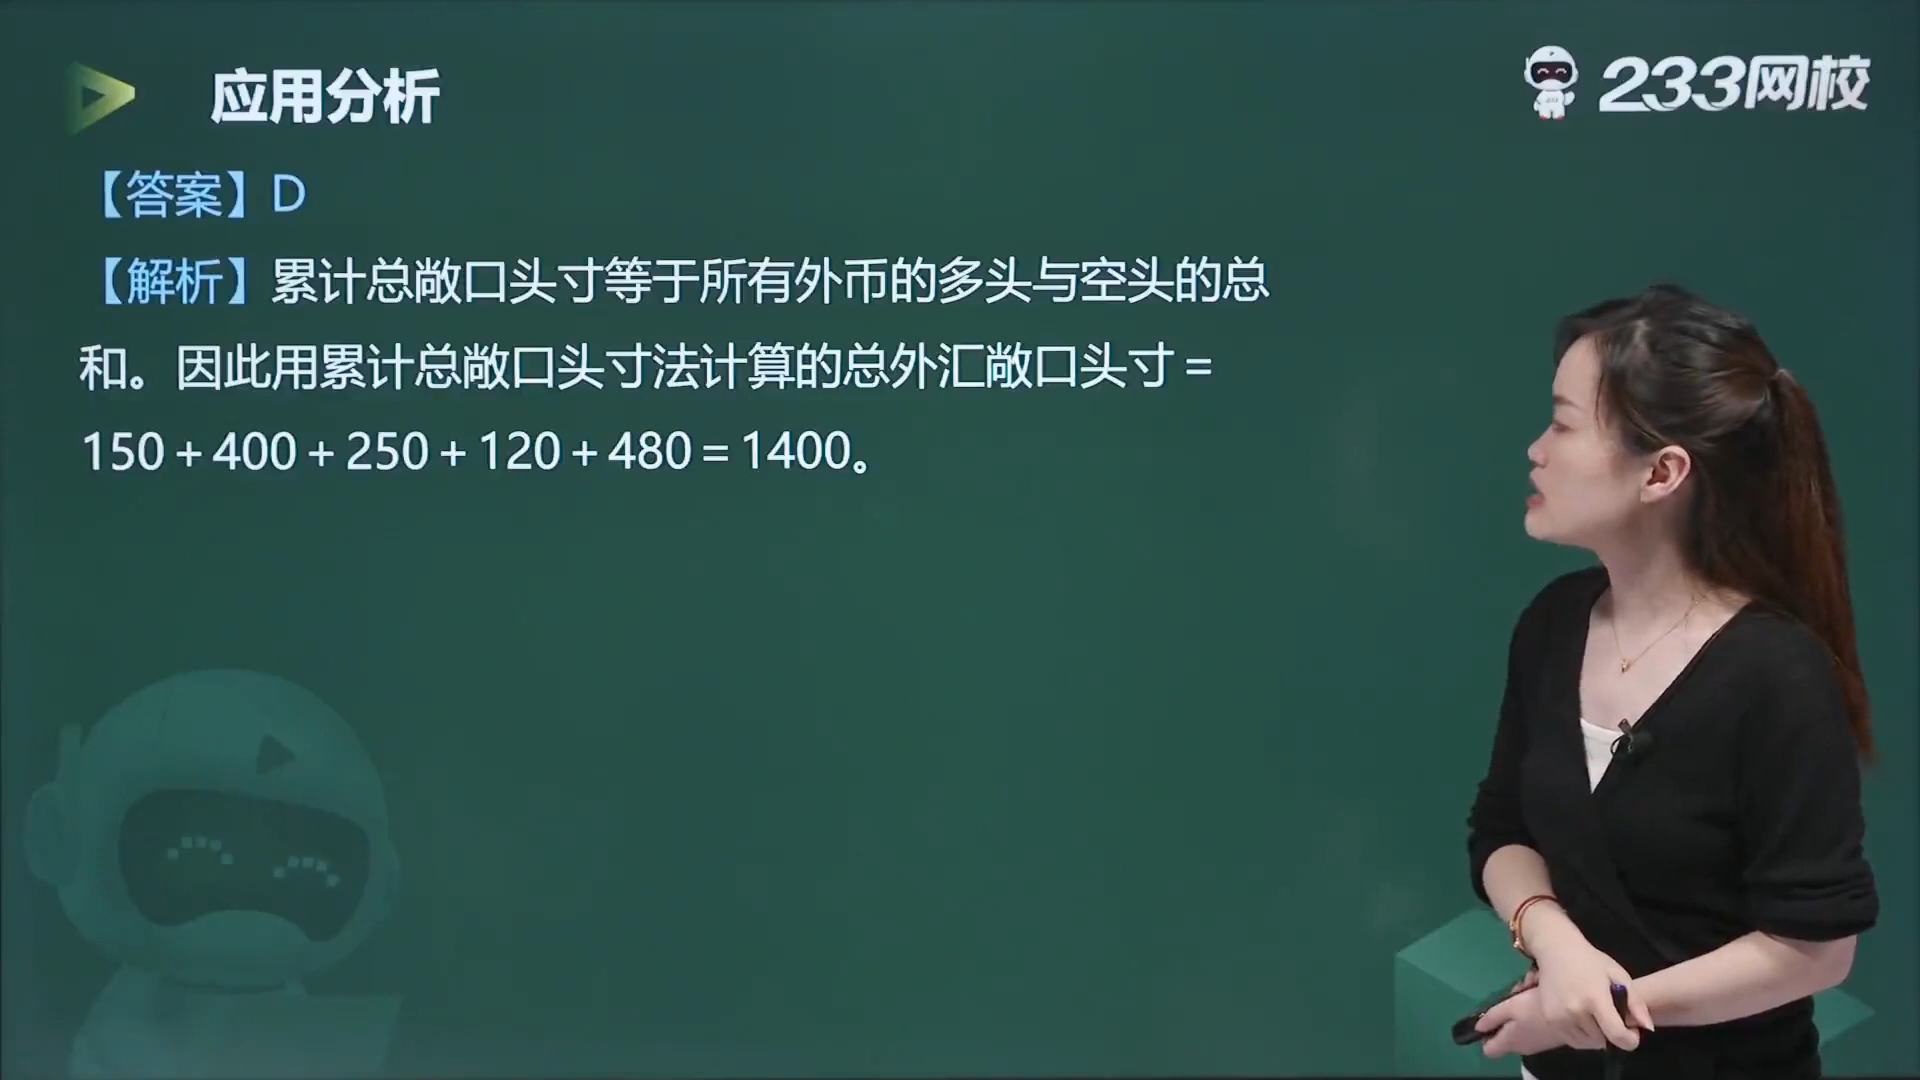 应用分析
233网校
【答案】D
【解析】累计总敞口头寸等于所有外币的多头与空头的总
和。因此用累计总敞口头寸法计算的总外汇敞口头寸＝
150＋400＋250＋120＋480＝1400。